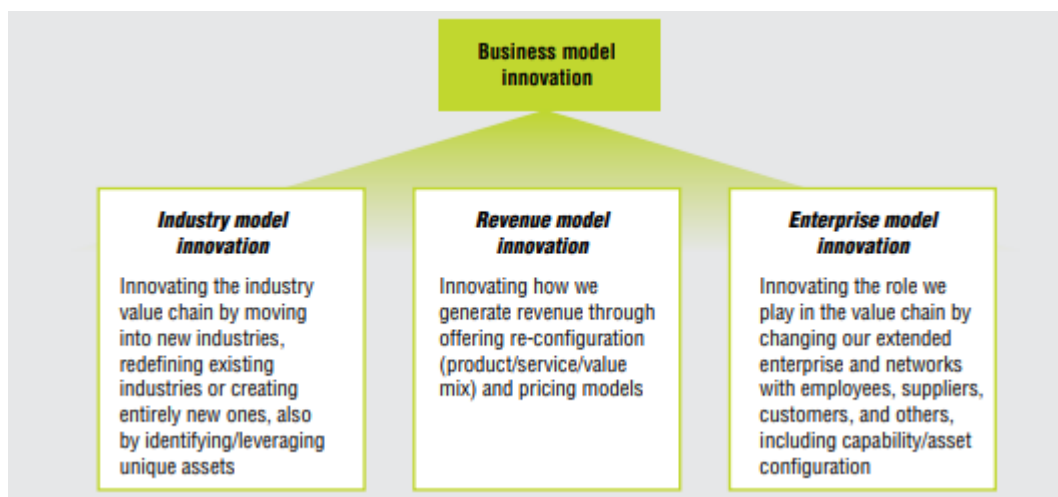 Business model
innovation
Industry model
innovation
Innovating the industry
value chain by moving
into new industries,
redefining existing
industries or creating
entirely new ones, also
by identifying/leveraging
unique assets
Revenue model
innovation
Innovating how we
generate revenue through
offering re-configuration
(product/service/value
mix) and pricing models
Enterprise model
innovation
Innovating the role we
play in the value chain by
changing our extended
enterprise and networks
with employees, suppliers,
customers, and others,
including capability/asset
configuration